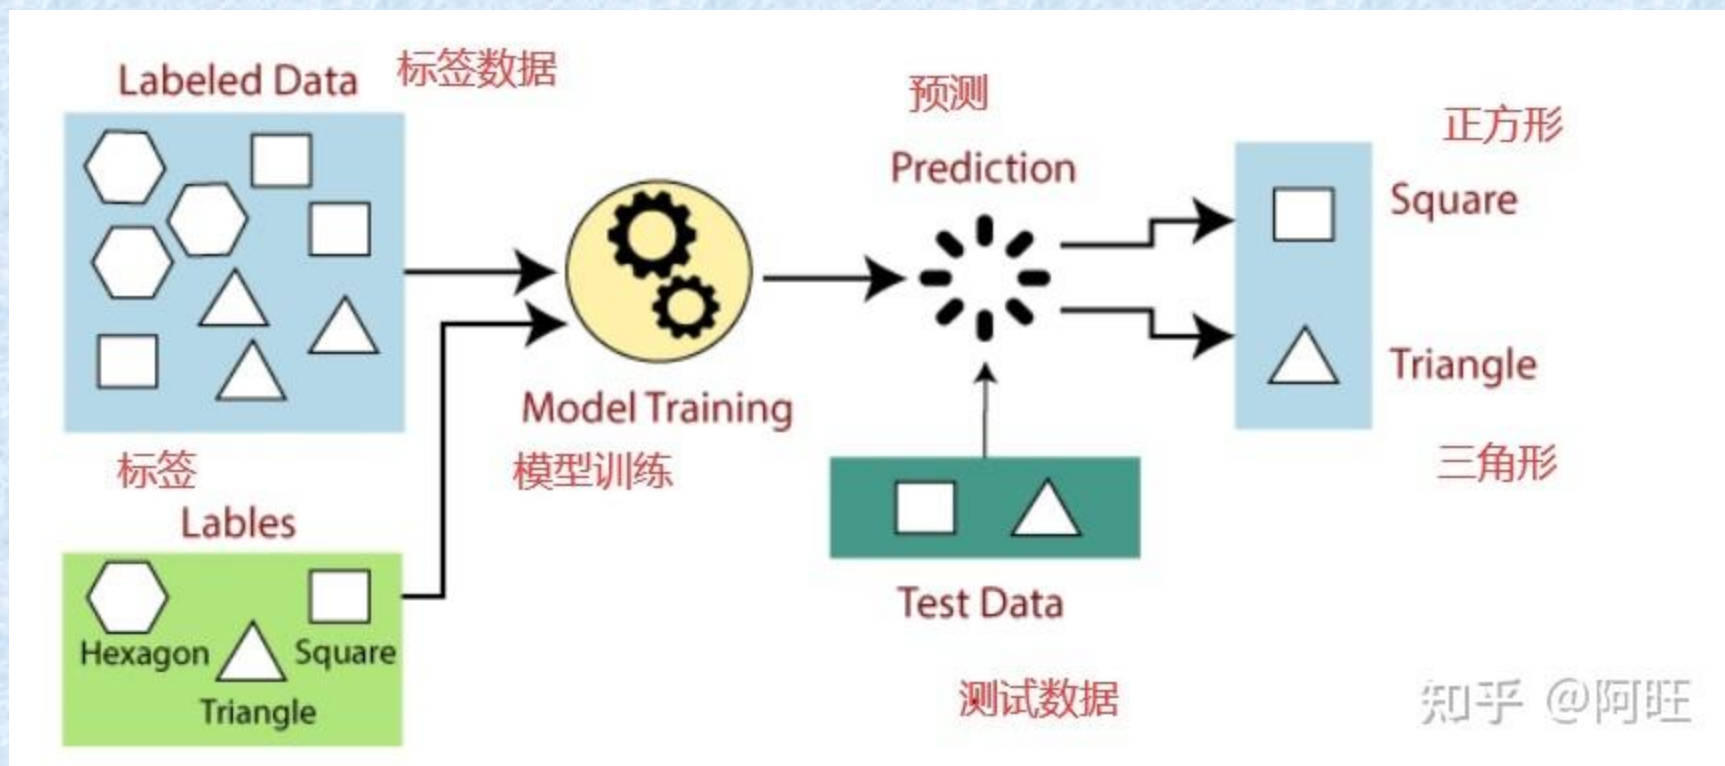 Labeled Data
标签数据
标签
Lables
Hexagon
Square
Triangle
Model Training
模型训练
预测
Prediction
Test Data
测试数据
正方形
Square
Triangle
三角形
知乎 @阿旺